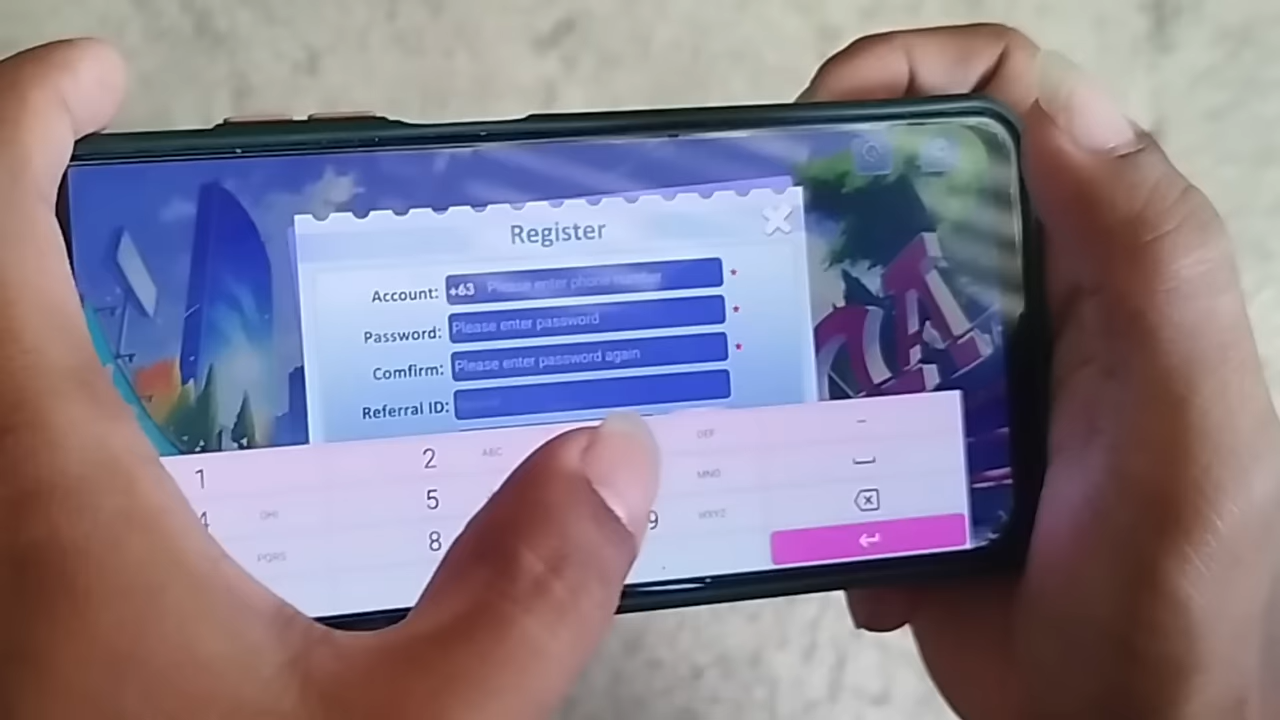 Register
Account: +63 Please enter phone number *
Password: Please enter password *
Comfirm: Please enter password again *
Referral ID:
1 2 ABC DEF -
4 GHI 5 MNO
PQRS 8 9 WXYZ
CA